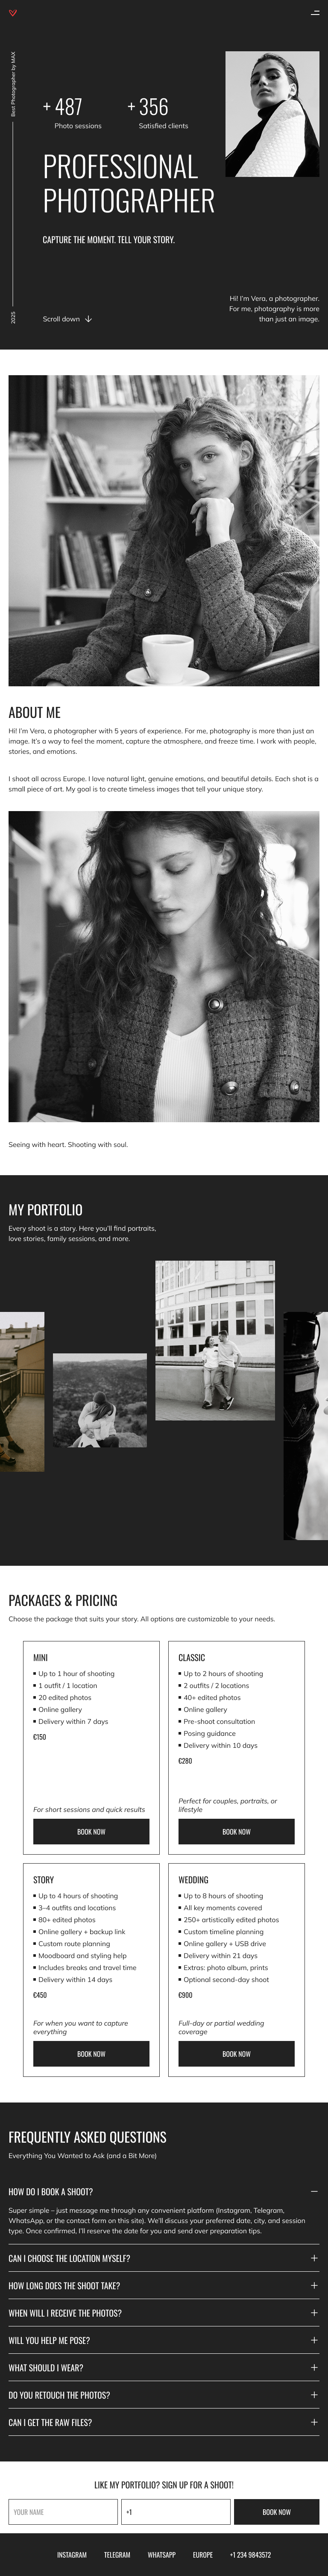 Best Photographer by MAX
2025
+ 487
Photo sessions
+ 356
Satisfied clients
PROFESSIONAL
PHOTOGRAPHER
CAPTURE THE MOMENT. TELL YOUR STORY.
Hi! I'm Vera, a photographer.
For me, photography is more
than just an image.
Scroll down
ABOUT ME
Hi! I'm Vera, a photographer with 5 years of experience. For me, photography is more than just an
image. It's a way to feel the moment, capture the atmosphere, and freeze time. I work with people,
stories, and emotions.
I shoot all across Europe. I love natural light, genuine emotions, and beautiful details. Each shot is a
small piece of art. My goal is to create timeless images that tell your unique story.
Seeing with heart. Shooting with soul.
MY PORTFOLIO
Every shoot is a story. Here you'll find portraits,
love stories, family sessions, and more.
PACKAGES & PRICING
Choose the package that suits your story. All options are customizable to your needs.
MINI
Up to 1 hour of shooting
1 outfit / 1 location
20 edited photos
Online gallery
Delivery within 7 days
€150
For short sessions and quick results
BOOK NOW
CLASSIC
Up to 2 hours of shooting
2 outfits / 2 locations
40+ edited photos
Online gallery
Pre-shoot consultation
Posing guidance
Delivery within 10 days
€280
Perfect for couples, portraits, or
lifestyle
BOOK NOW
STORY
Up to 4 hours of shooting
3–4 outfits and locations
80+ edited photos
Online gallery + backup link
Custom route planning
Moodboard and styling help
Includes breaks and travel time
Delivery within 14 days
€450
For when you want to capture
everything
BOOK NOW
WEDDING
Up to 8 hours of shooting
All key moments covered
250+ artistically edited photos
Custom timeline planning
Online gallery + USB drive
Delivery within 21 days
Extras: photo album, prints
Optional second-day shoot
€900
Full-day or partial wedding
coverage
BOOK NOW
FREQUENTLY ASKED QUESTIONS
Everything You Wanted to Ask (and a Bit More)
HOW DO I BOOK A SHOOT?
Super simple – just message me through any convenient platform (Instagram, Telegram,
WhatsApp, or the contact form on this site). We'll discuss your preferred date, city, and session
type. Once confirmed, I'll reserve the date for you and send over preparation tips.
CAN I CHOOSE THE LOCATION MYSELF?
HOW LONG DOES THE SHOOT TAKE?
WHEN WILL I RECEIVE THE PHOTOS?
WILL YOU HELP ME POSE?
WHAT SHOULD I WEAR?
DO YOU RETOUCH THE PHOTOS?
CAN I GET THE RAW FILES?
LIKE MY PORTFOLIO? SIGN UP FOR A SHOOT!
YOUR NAME
+1
BOOK NOW
INSTAGRAM
TELEGRAM
WHATSAPP
EUROPE
+1 234 9843572